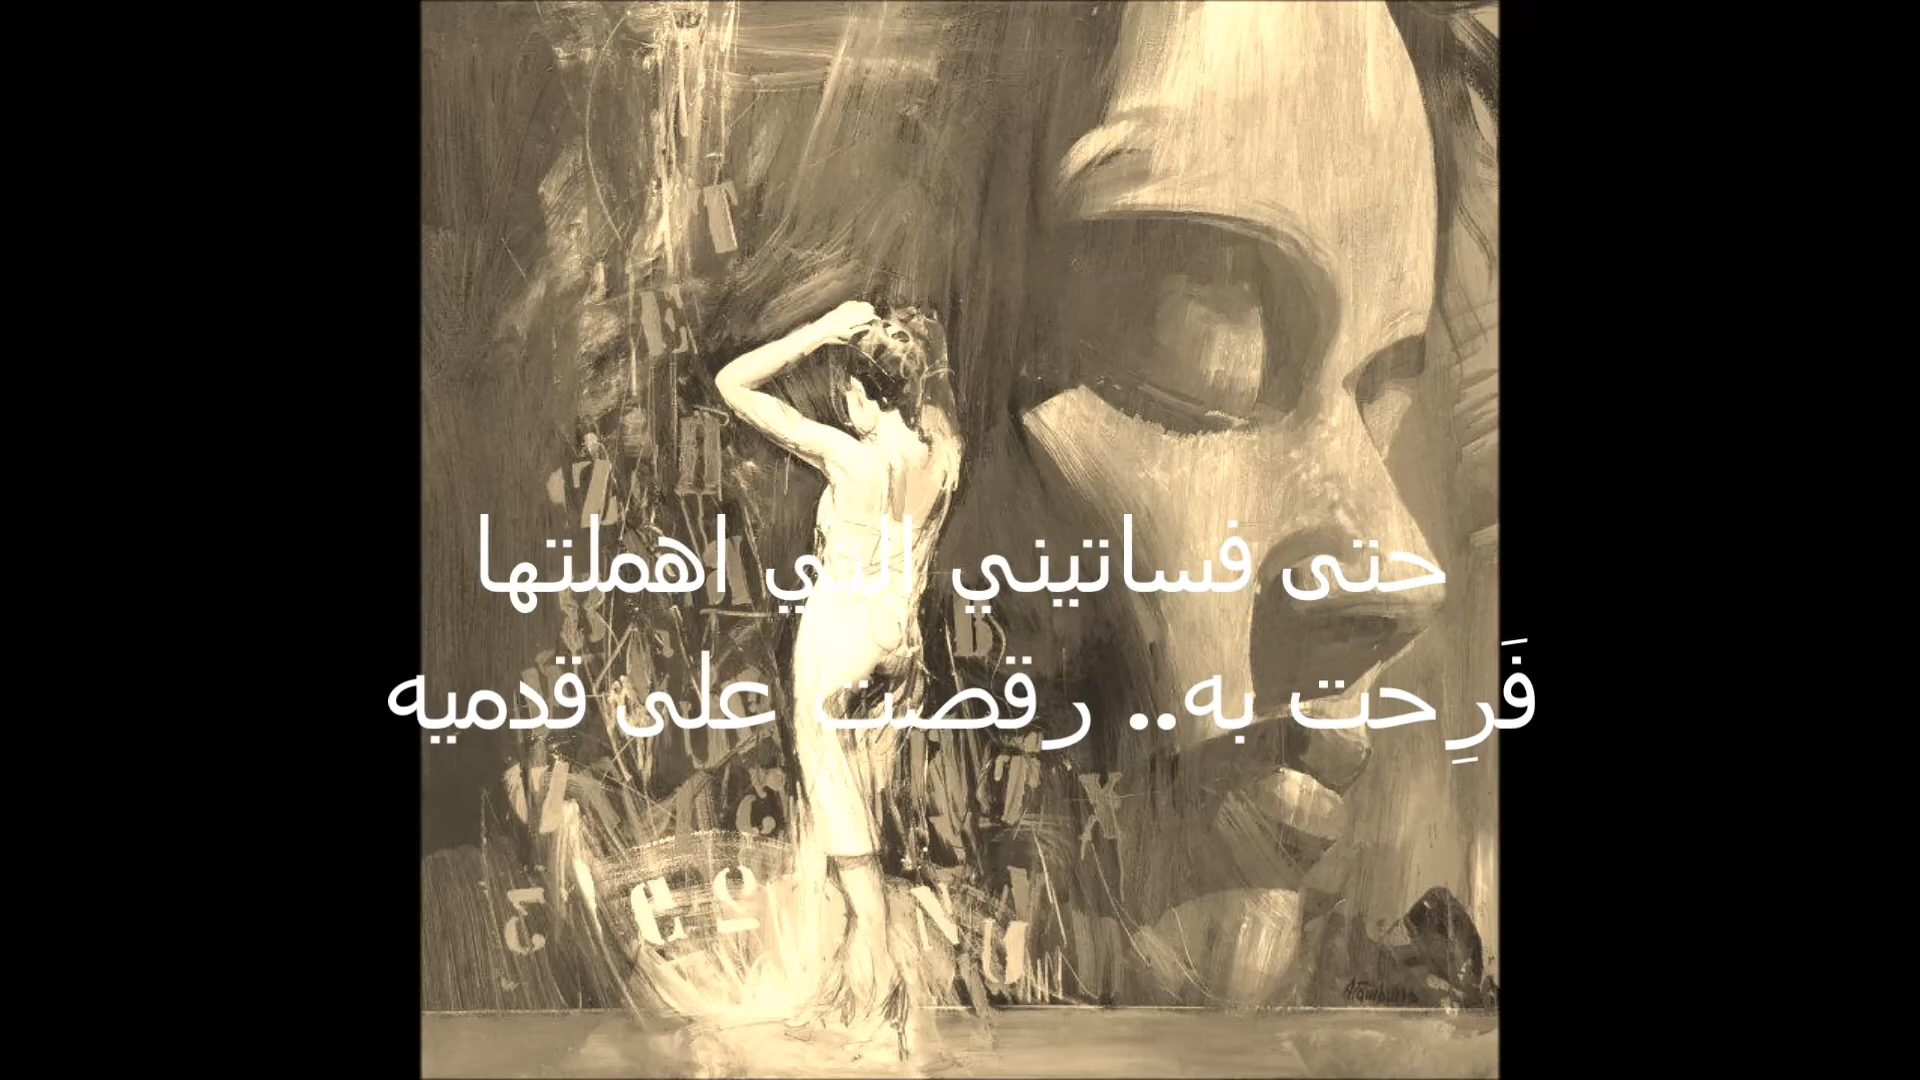 حتى فساتيني التي اهملتها
فَرِحت به.. رقصت على قدميه